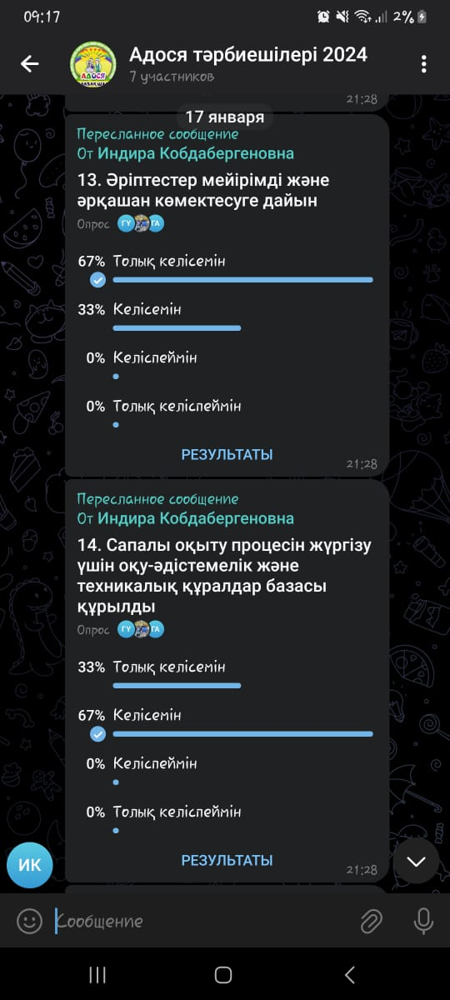 09:17
2%
Адося тәрбиешілері 2024
7 участников
АДОСЯ
21:28
17 января
Пересланное сообщение
От Индира Кобдабергеновна
13. Әріптестер мейірімді және
әрқашан көмектесуге дайын
Опрос ГҮ ГА
67% Толық келісемін
33% Келісемін
0% Келіспеймін
0% Толық келіспеймін
РЕЗУЛЬТАТЫ
21:28
Пересланное сообщение
От Индира Кобдабергеновна
14. Сапалы оқыту процесін жүргізу
үшін оқу-әдістемелік және
техникалық құралдар базасы
құрылды
Опрос ГҮ ГА
33% Толық келісемін
67% Келісемін
0% Келіспеймін
0% Толық келіспеймін
РЕЗУЛЬТАТЫ
21:28
ИК
Сообщение